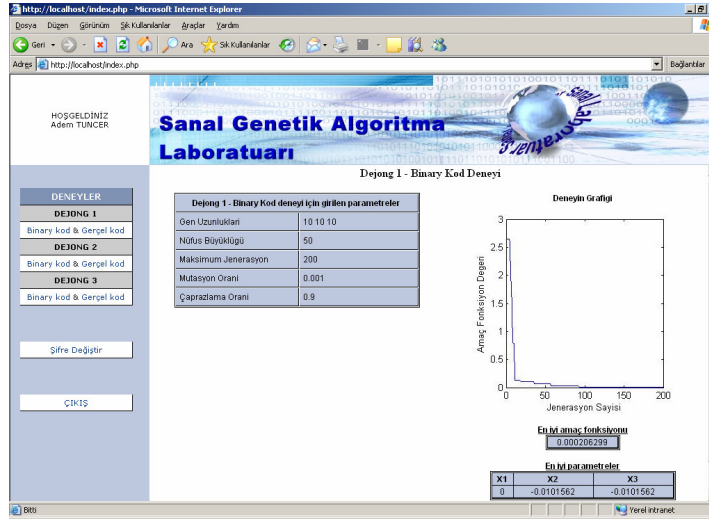 http://localhost/index.php - Microsoft Internet Explorer
Dosya Düzen Görünüm Sık Kullanılanlar Araçlar Yardım
Geri Ara Sık Kullanılanlar
Adres http://localhost/index.php Bağlantılar
HOŞGELDİNİZ
Adem TUNCER
Sanal Genetik Algoritma
Laboratuarı
Dejong 1 - Binary Kod Deneyi
DENEYLER
DEJONG 1
Binary kod & Gerçel kod
DEJONG 2
Binary kod & Gerçel kod
DEJONG 3
Binary kod & Gerçel kod
Şifre Değiştir
ÇIKIŞ
Dejong 1 - Binary Kod deneyi için girilen parametreler
Gen Uzunluklari 10 10 10
Nüfus Büyüklügü 50
Maksimum Jenerasyon 200
Mutasyon Orani 0.001
Çaprazlama Orani 0.9
Deneyin Grafigi
Amaç Fonksiyon Degeri
3
2.5
2
1.5
1
0.5
0
0 50 100 150 200
Jenerasyon Sayisi
En iyi amaç fonksiyonu
0.000206299
En iyi parametreler
X1 X2 X3
0 -0.0101562 -0.0101562
Bitti Yerel intranet